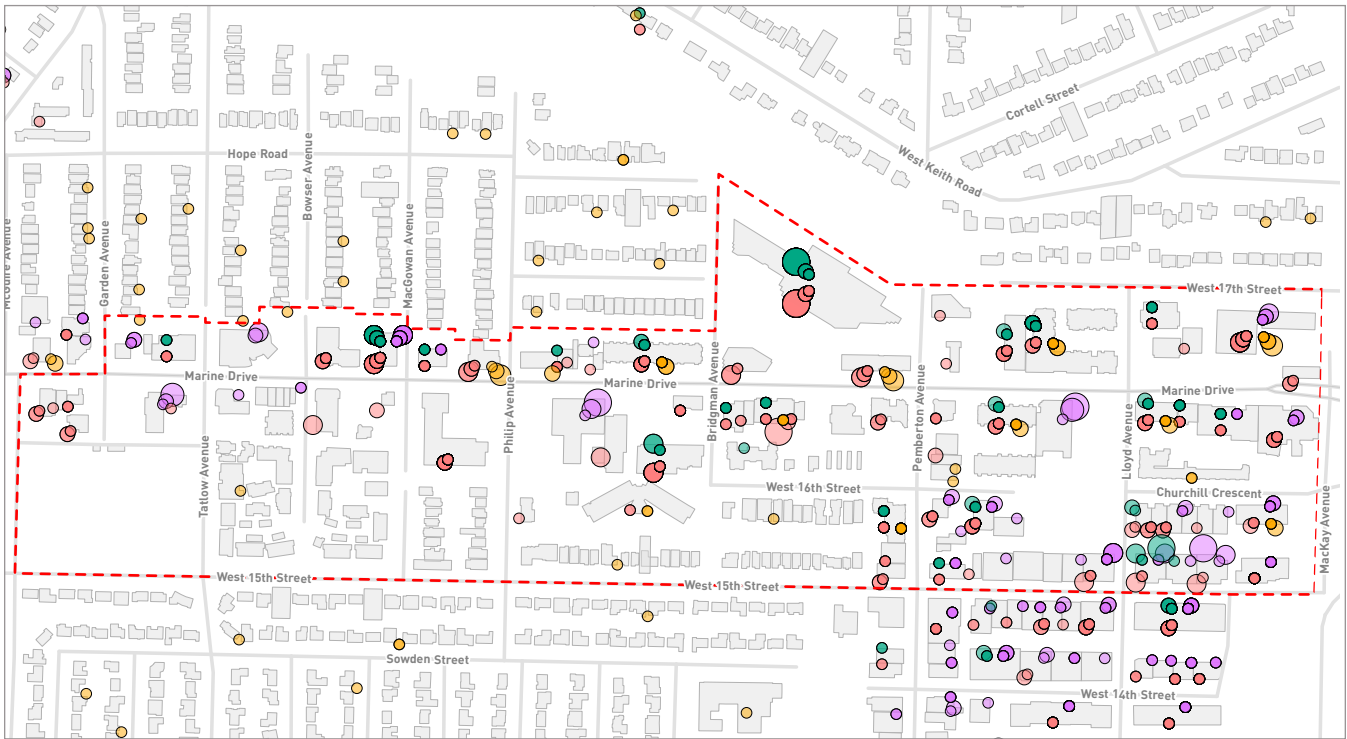 Cortell Street
Hope Road
West Keith Road
Bowser Avenue
McGuire Avenue
Garden Avenue
MacGowan Avenue
West 17th Street
Marine Drive
Marine Drive
Marine Drive
Bridgman Avenue
Philip Avenue
Pemberton Avenue
Lloyd Avenue
Tatlow Avenue
West 16th Street
Churchill Crescent
MacKay Avenue
West 15th Street
West 15th Street
Sowden Street
West 14th Street